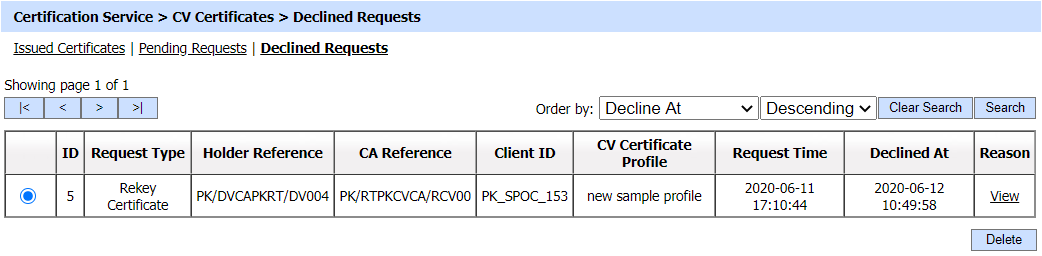 Certification Service > CV Certificates > Declined Requests
Issued Certificates | Pending Requests | Declined Requests
Showing page 1 of 1
|< < > >| Order by: Decline At Descending Clear Search Search
ID Request Type Holder Reference CA Reference Client ID CV Certificate Profile Request Time Declined At Reason
5 Rekey Certificate PK/DVCAPKRT/DV004 PK/RTPKCVCA/RCV00 PK_SPOC_153 new sample profile 2020-06-11 17:10:44 2020-06-12 10:49:58 View
Delete